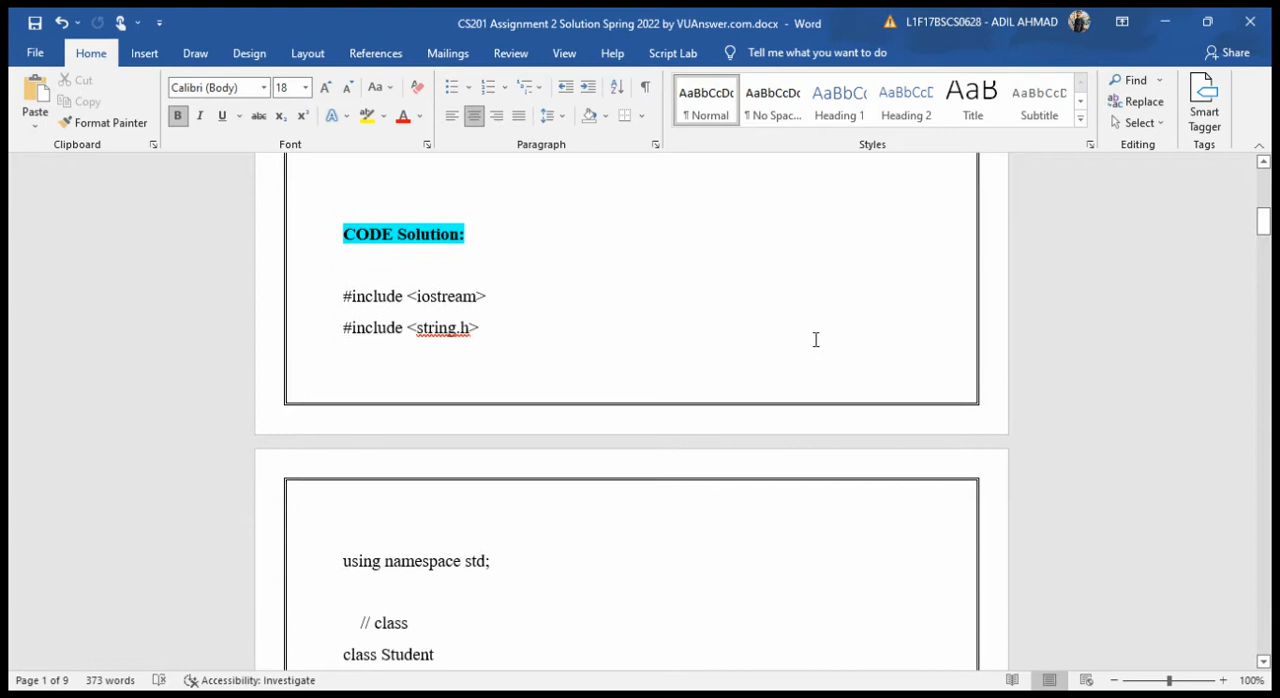 CS201 Assignment 2 Solution Spring 2022 by VUAnswer.com.docx - Word
L1F17BSCS0628 - ADIL AHMAD
File Home Insert Draw Design Layout References Mailings Review View Help Script Lab Tell me what you want to do Share
Paste
Cut
Copy
Format Painter
Clipboard
Calibri (Body) 18 Aa
B I U abc x₂ x² A A
Font
Paragraph
AaBbCcDc AaBbCcDc AaBbCc AaBbCcD AaB AaBbCcD
¶ Normal ¶ No Spac... Heading 1 Heading 2 Title Subtitle
Styles
Find
Replace
Select
Editing
Smart
Tagger
Tags
CODE Solution:
#include <iostream>
#include <string.h>
using namespace std;
// class
class Student
Page 1 of 9 373 words Accessibility: Investigate 100%